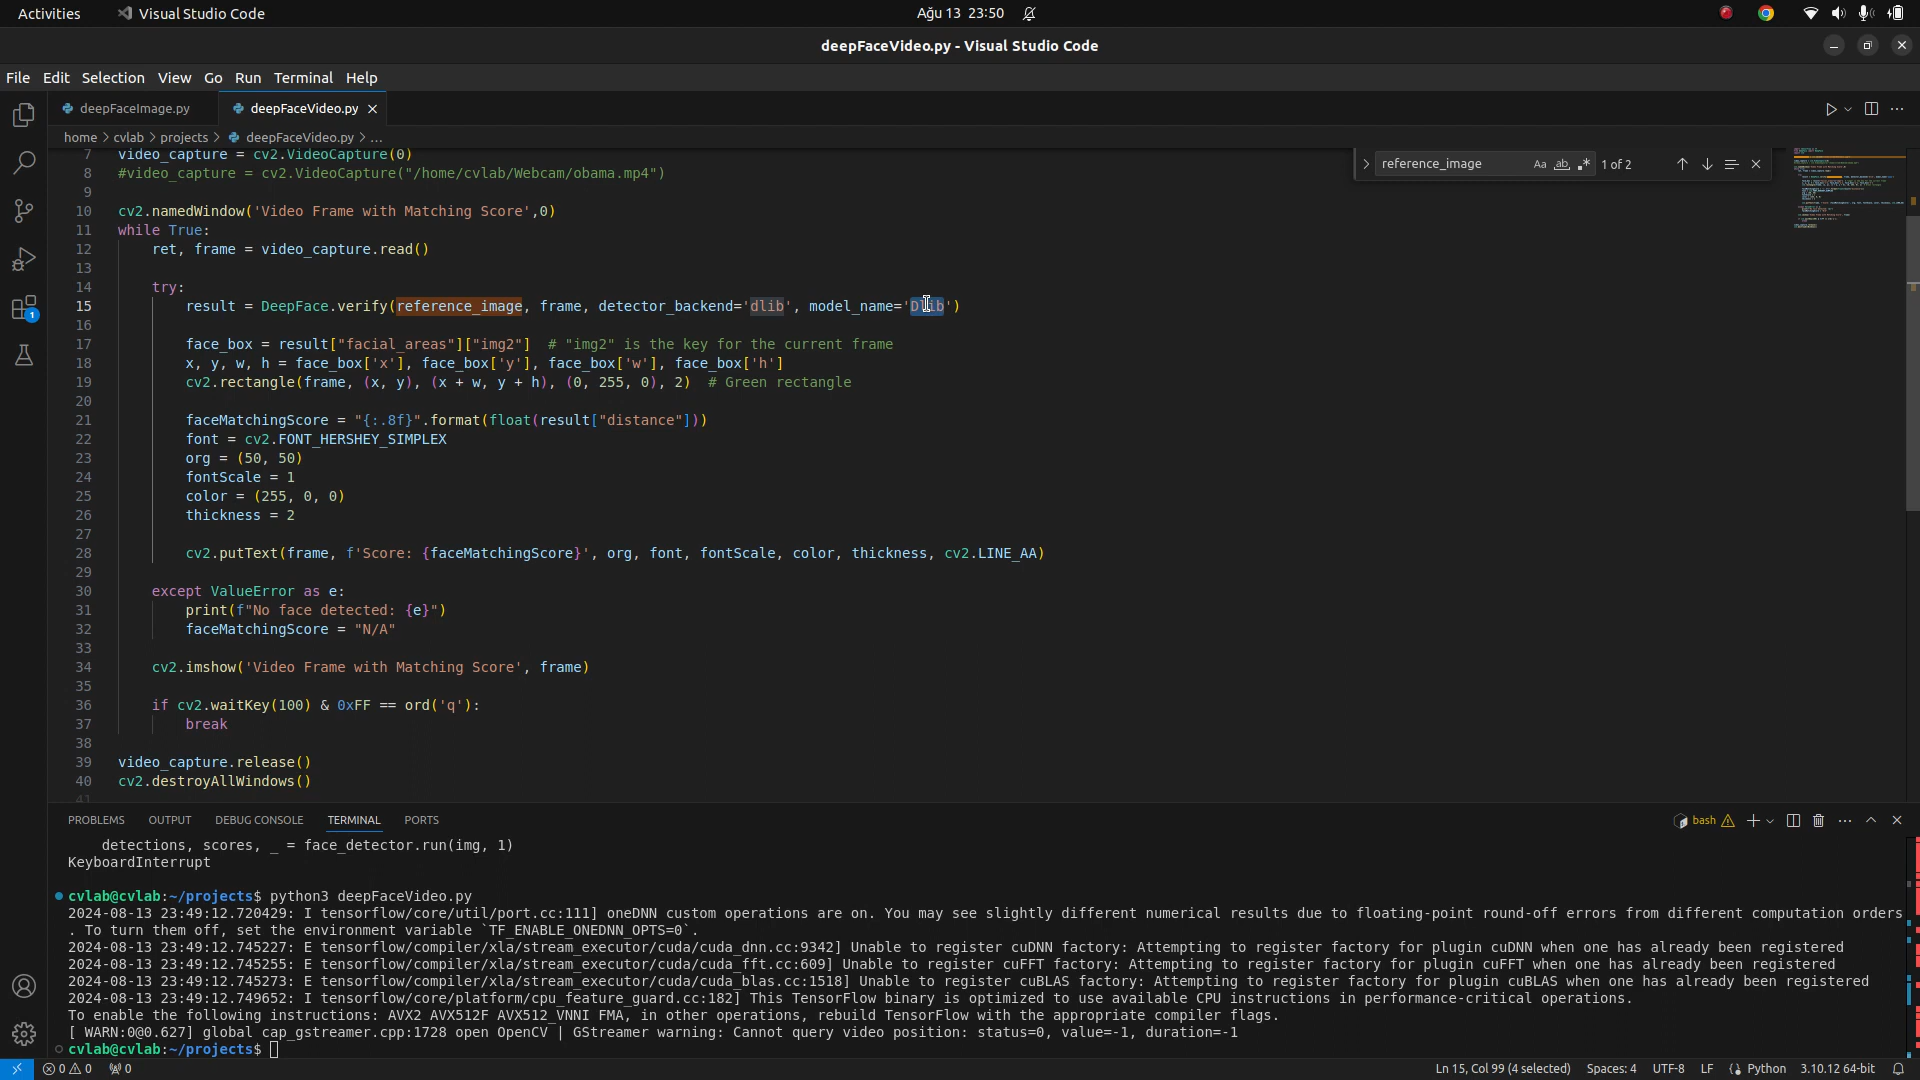 Activities
Visual Studio Code
Ağu 13 23:50
deepFaceVideo.py - Visual Studio Code
File Edit Selection View Go Run Terminal Help
deepFaceImage.py
deepFaceVideo.py
home > cvlab > projects > deepFaceVideo.py > ...
reference_image
Aa ab 1 of 2
7 video_capture = cv2.VideoCapture(0)
8 #video_capture = cv2.VideoCapture("/home/cvlab/Webcam/obama.mp4")
9
10 cv2.namedWindow('Video Frame with Matching Score',0)
11 while True:
12 ret, frame = video_capture.read()
13
14 try:
15 result = DeepFace.verify(reference_image, frame, detector_backend='dlib', model_name='Dlib')
16
17 face_box = result["facial_areas"]["img2"]  # "img2" is the key for the current frame
18 x, y, w, h = face_box['x'], face_box['y'], face_box['w'], face_box['h']
19 cv2.rectangle(frame, (x, y), (x + w, y + h), (0, 255, 0), 2)  # Green rectangle
20
21 faceMatchingScore = "{:.8f}".format(float(result["distance"]))
22 font = cv2.FONT_HERSHEY_SIMPLEX
23 org = (50, 50)
24 fontScale = 1
25 color = (255, 0, 0)
26 thickness = 2
27
28 cv2.putText(frame, f'Score: {faceMatchingScore}', org, font, fontScale, color, thickness, cv2.LINE_AA)
29
30 except ValueError as e:
31 print(f"No face detected: {e}")
32 faceMatchingScore = "N/A"
33
34 cv2.imshow('Video Frame with Matching Score', frame)
35
36 if cv2.waitKey(100) & 0xFF == ord('q'):
37 break
38
39 video_capture.release()
40 cv2.destroyAllWindows()
41
1
PROBLEMS OUTPUT DEBUG CONSOLE TERMINAL PORTS
bash
detections, scores, _ = face_detector.run(img, 1)
KeyboardInterrupt
cvlab@cvlab:~/projects$ python3 deepFaceVideo.py
2024-08-13 23:49:12.720429: I tensorflow/core/util/port.cc:111] oneDNN custom operations are on. You may see slightly different numerical results due to floating-point round-off errors from different computation orders
. To turn them off, set the environment variable `TF_ENABLE_ONEDNN_OPTS=0`.
2024-08-13 23:49:12.745227: E tensorflow/compiler/xla/stream_executor/cuda/cuda_dnn.cc:9342] Unable to register cuDNN factory: Attempting to register factory for plugin cuDNN when one has already been registered
2024-08-13 23:49:12.745255: E tensorflow/compiler/xla/stream_executor/cuda/cuda_fft.cc:609] Unable to register cuFFT factory: Attempting to register factory for plugin cuFFT when one has already been registered
2024-08-13 23:49:12.745273: E tensorflow/compiler/xla/stream_executor/cuda/cuda_blas.cc:1518] Unable to register cuBLAS factory: Attempting to register factory for plugin cuBLAS when one has already been registered
2024-08-13 23:49:12.749652: I tensorflow/core/platform/cpu_feature_guard.cc:182] This TensorFlow binary is optimized to use available CPU instructions in performance-critical operations.
To enable the following instructions: AVX2 AVX512F AVX512_VNNI FMA, in other operations, rebuild TensorFlow with the appropriate compiler flags.
[ WARN:0@0.627] global cap_gstreamer.cpp:1728 open OpenCV | GStreamer warning: Cannot query video position: status=0, value=-1, duration=-1
cvlab@cvlab:~/projects$
0 0 0
Ln 15, Col 99 (4 selected) Spaces: 4 UTF-8 LF Python 3.10.12 64-bit